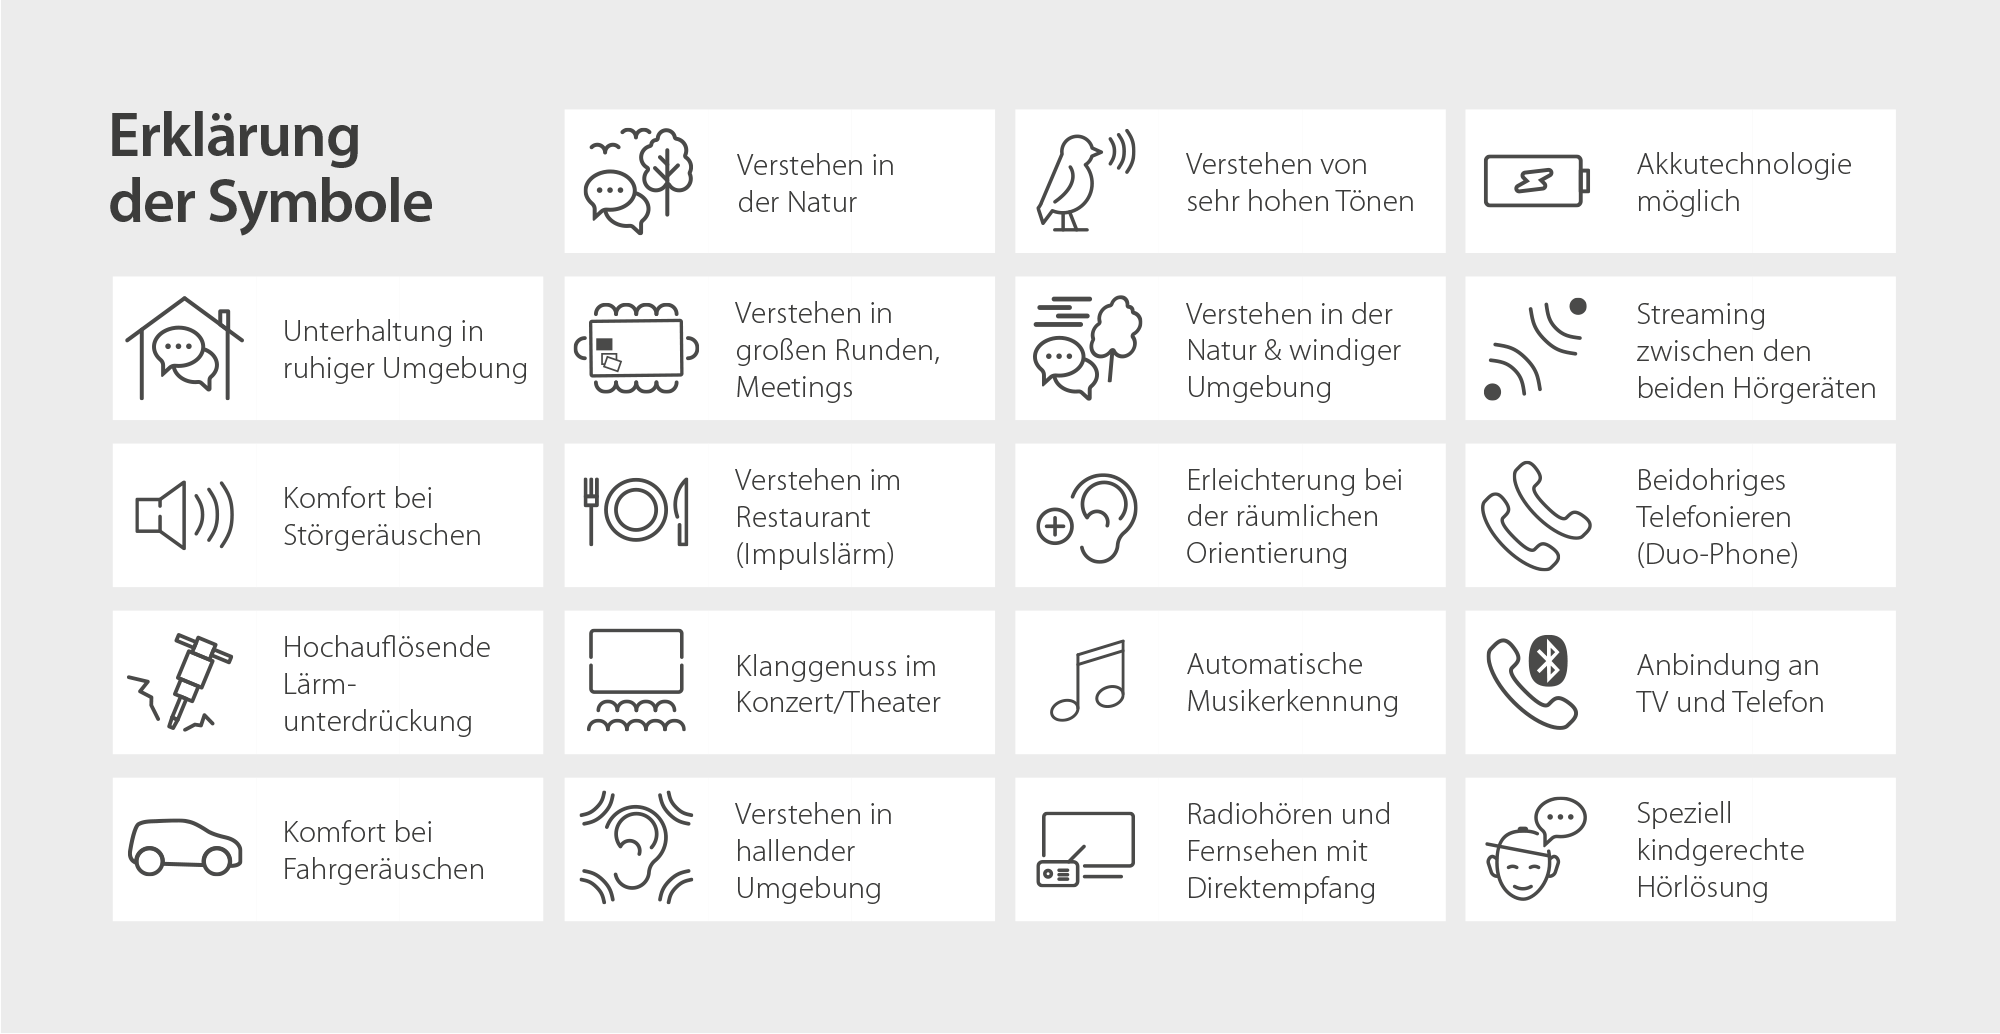 Erklärung
der Symbole
Verstehen in
der Natur
Verstehen von
sehr hohen Tönen
Akkutechnologie
möglich
Unterhaltung in
ruhiger Umgebung
Verstehen in
großen Runden,
Meetings
Verstehen in der
Natur & windiger
Umgebung
Streaming
zwischen den
beiden Hörgeräten
Komfort bei
Störgeräuschen
Verstehen im
Restaurant
(Impulslärm)
Erleichterung bei
der räumlichen
Orientierung
Beidohriges
Telefonieren
(Duo-Phone)
Hochauflösende
Lärm-
unterdrückung
Klanggenuss im
Konzert/Theater
Automatische
Musikerkennung
Anbindung an
TV und Telefon
Komfort bei
Fahrgeräuschen
Verstehen in
hallender
Umgebung
Radiohören und
Fernsehen mit
Direktempfang
Speziell
kindgerechte
Hörlösung